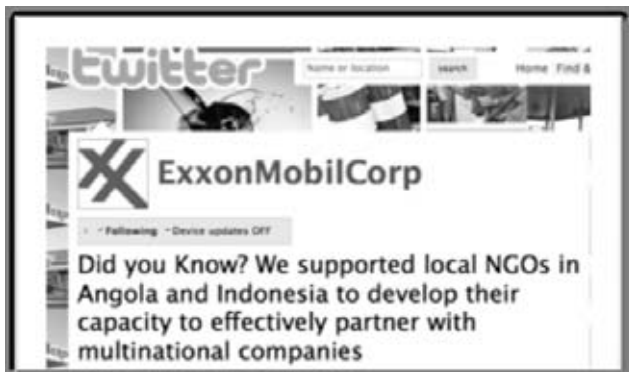 twitter
Name or location search Home Find &
ExxonMobilCorp
Following Device updates OFF
Did you Know? We supported local NGOs in
Angola and Indonesia to develop their
capacity to effectively partner with
multinational companies